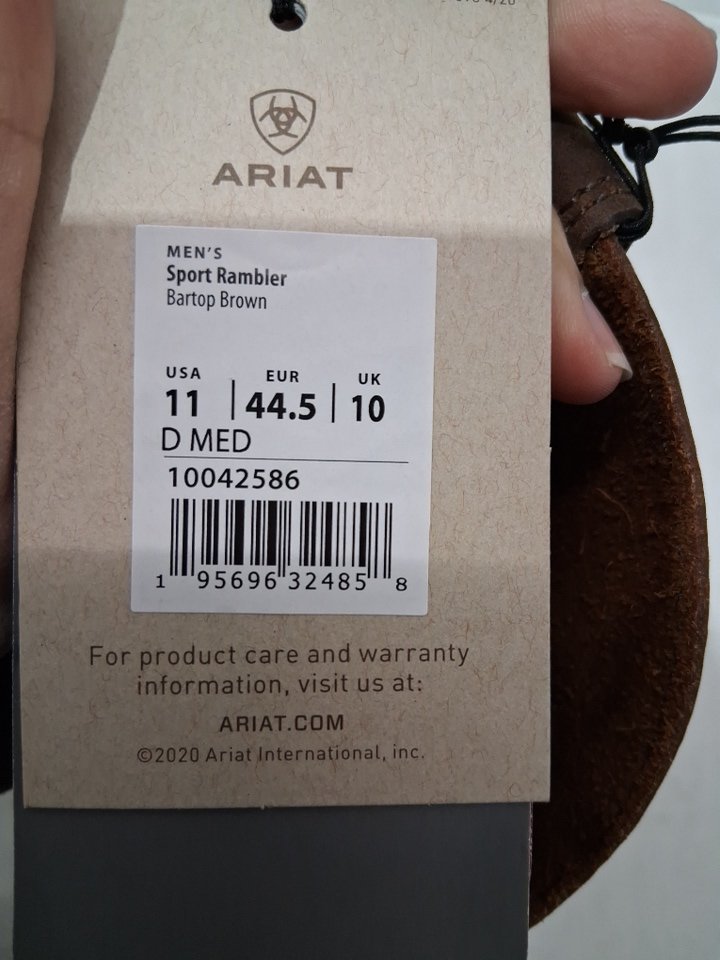 ARIAT
MEN'S
Sport Rambler
Bartop Brown
USA EUR UK
11 | 44.5 | 10
D MED
10042586
1 95696 32485 8
For product care and warranty
information, visit us at:
ARIAT.COM
©2020 Ariat International, inc.